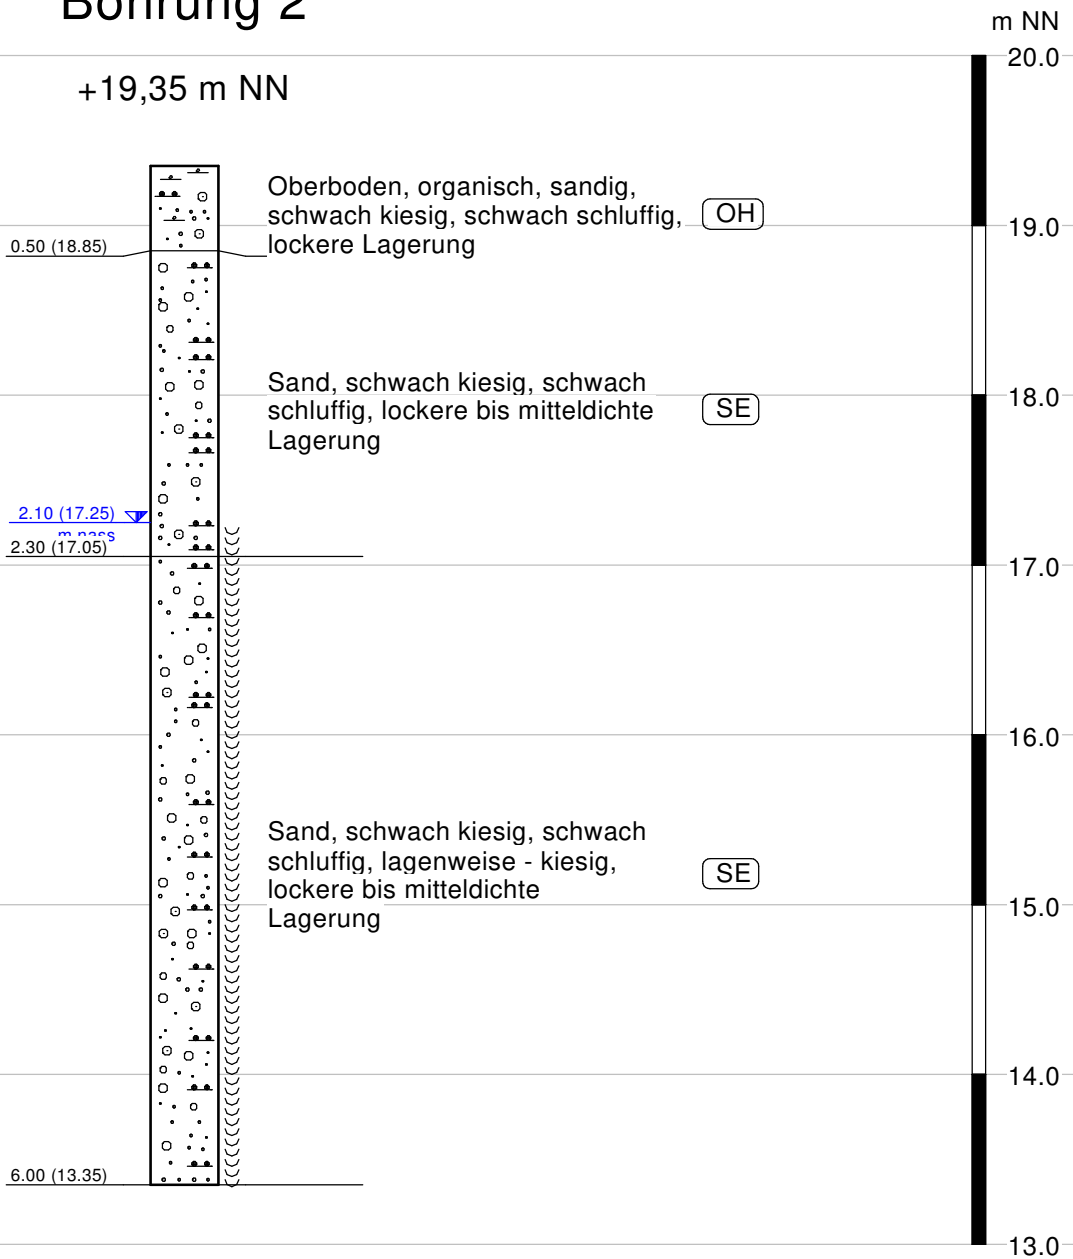 Bohrung 2
m NN
20.0
+19,35 m NN
Oberboden, organisch, sandig,
schwach kiesig, schwach schluffig,
lockere Lagerung
OH
19.0
0.50 (18.85)
Sand, schwach kiesig, schwach
schluffig, lockere bis mitteldichte
Lagerung
SE
18.0
2.10 (17.25)
m nass
2.30 (17.05)
17.0
16.0
Sand, schwach kiesig, schwach
schluffig, lagenweise - kiesig,
lockere bis mitteldichte
Lagerung
SE
15.0
14.0
6.00 (13.35)
13.0